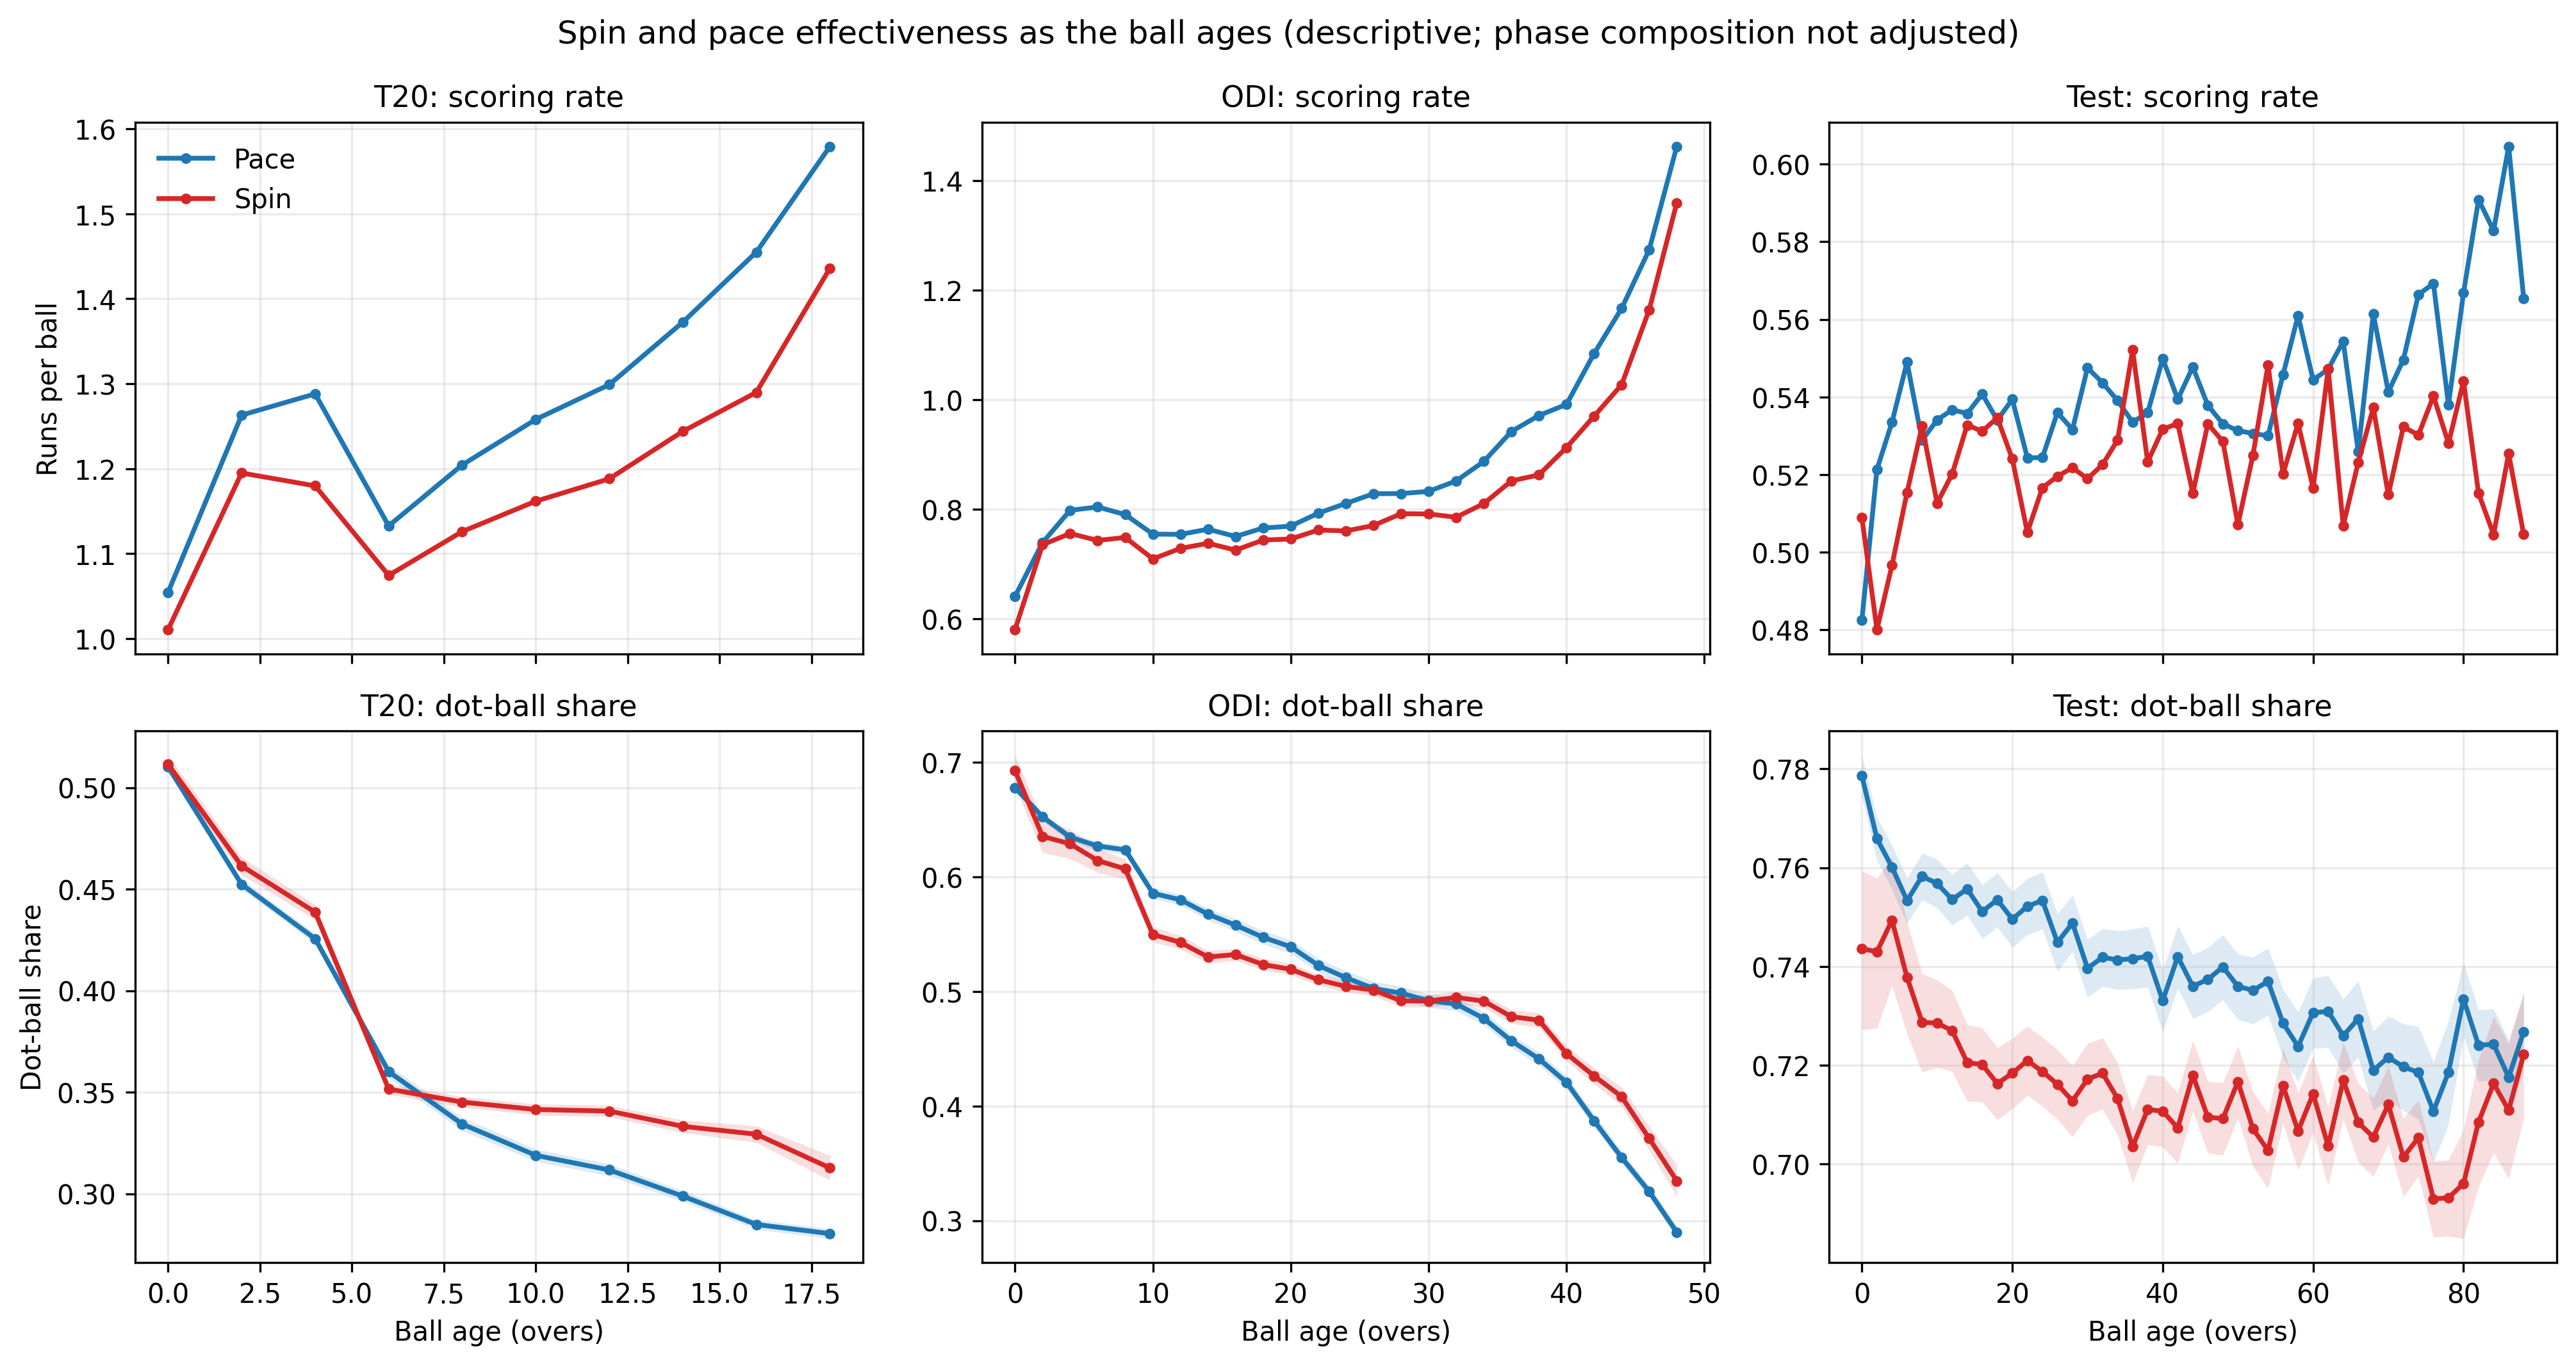 Spin and pace effectiveness as the ball ages (descriptive; phase composition not adjusted)
T20: scoring rate
Runs per ball
1.6
1.5
1.4
1.3
1.2
1.1
1.0
Pace
Spin
ODI: scoring rate
1.4
1.2
1.0
0.8
0.6
Test: scoring rate
0.60
0.58
0.56
0.54
0.52
0.50
0.48
T20: dot-ball share
Dot-ball share
0.50
0.45
0.40
0.35
0.30
0.0 2.5 5.0 7.5 10.0 12.5 15.0 17.5
Ball age (overs)
ODI: dot-ball share
0.7
0.6
0.5
0.4
0.3
0 10 20 30 40 50
Ball age (overs)
Test: dot-ball share
0.78
0.76
0.74
0.72
0.70
0 20 40 60 80
Ball age (overs)